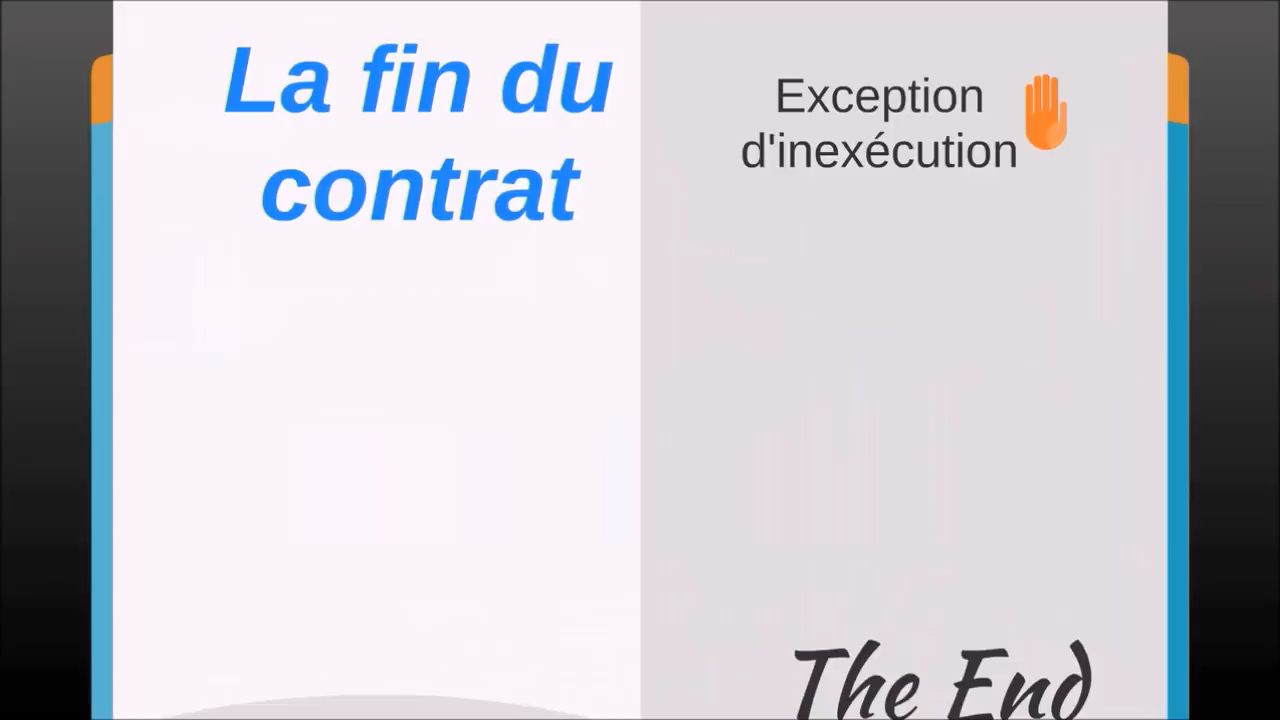 La fin du
contrat
Exception
d'inexécution
The End